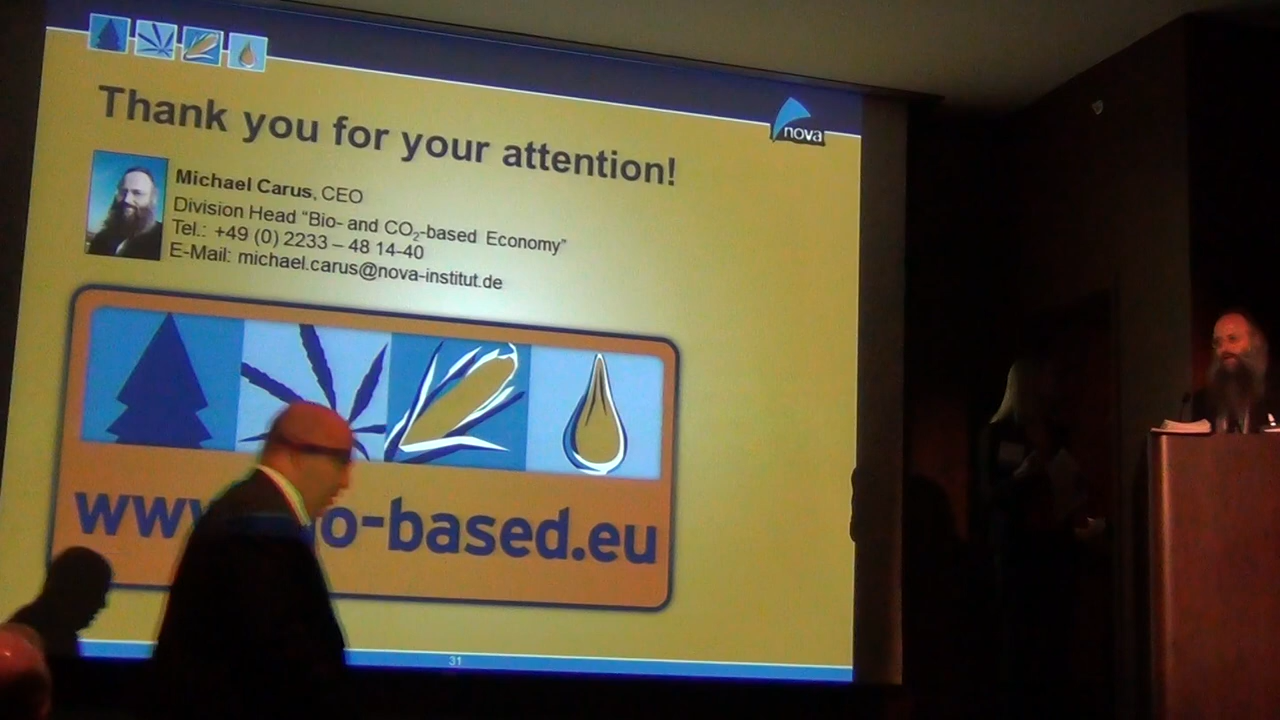 nova
Thank you for your attention!
Michael Carus, CEO
Division Head “Bio- and CO₂-based Economy”
Tel.: +49 (0) 2233 – 48 14-40
E-Mail: michael.carus@nova-institut.de
www. o-based.eu
31